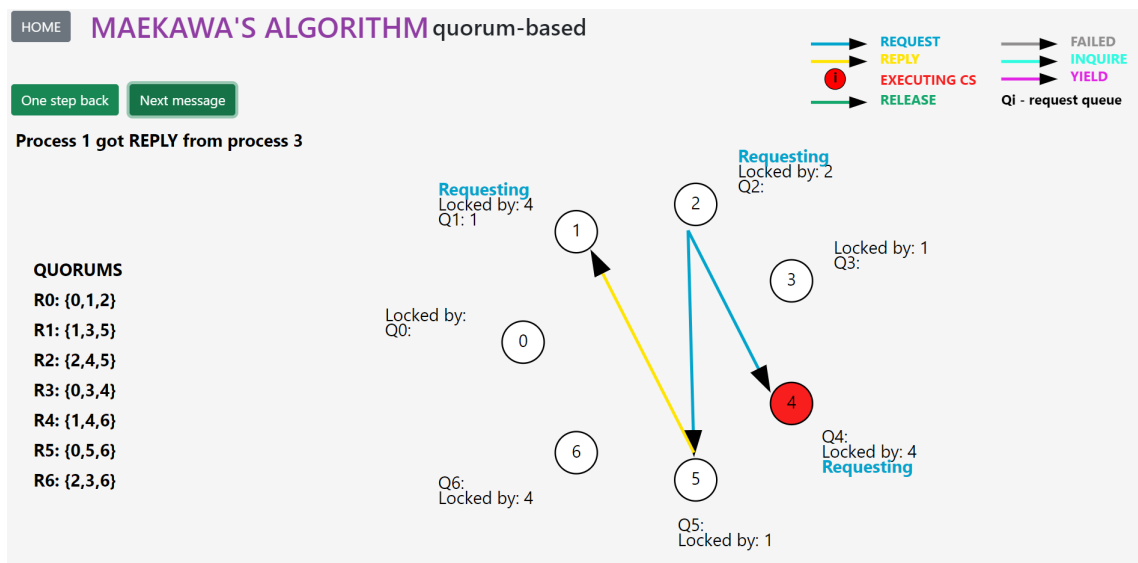 HOME
MAEKAWA'S ALGORITHM quorum-based
REQUEST
REPLY
i
EXECUTING CS
RELEASE
FAILED
INQUIRE
YIELD
Qi - request queue
One step back
Next message
Process 1 got REPLY from process 3
Requesting
Locked by: 4
Q1: 1
1
Requesting
Locked by: 2
Q2:
2
Locked by: 1
Q3:
3
QUORUMS
R0: {0,1,2}
R1: {1,3,5}
R2: {2,4,5}
R3: {0,3,4}
R4: {1,4,6}
R5: {0,5,6}
R6: {2,3,6}
Locked by:
Q0:
0
4
Q4:
Locked by: 4
Requesting
6
Q6:
Locked by: 4
5
Q5:
Locked by: 1